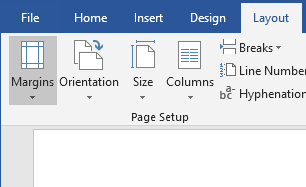 File Home Insert Design Layout
Margins Orientation Size Columns
Breaks
Line Number
Hyphenation
Page Setup